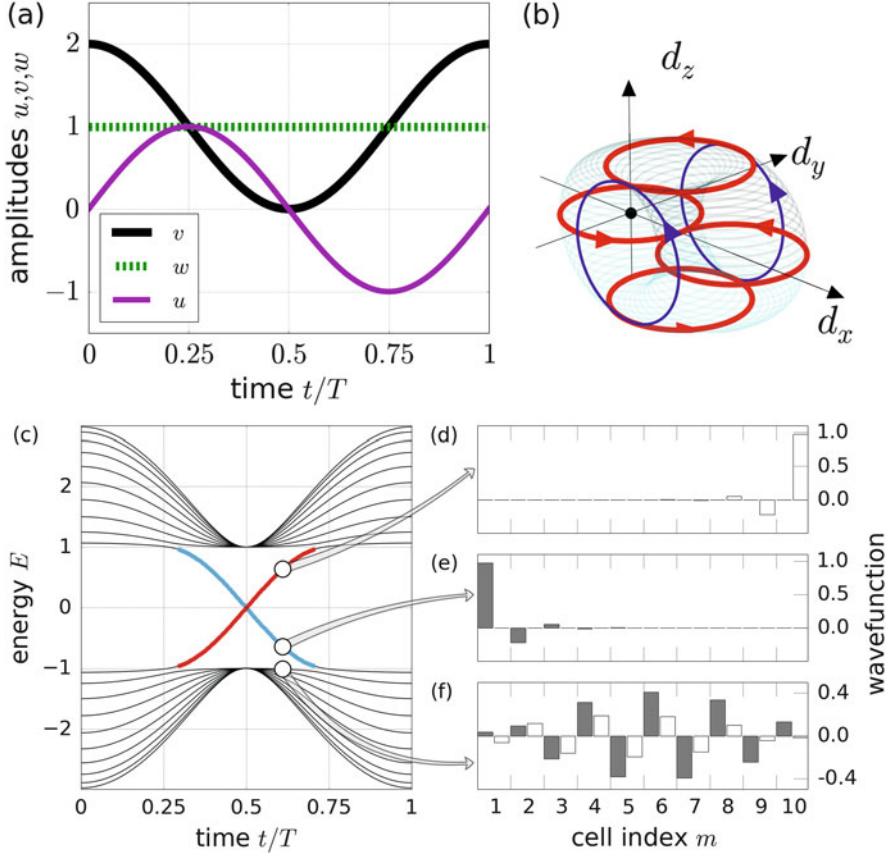 (a)
amplitudes u,v,w
2
1
0
−1
v
w
u
0
0.25
0.5
0.75
1
time t/T
(b)
d_z
d_y
d_x
(c)
energy E
2
1
0
−1
−2
0
0.25
0.5
0.75
1
time t/T
(d)
1.0
0.5
0.0
(e)
1.0
0.5
0.0
(f)
0.4
0.0
-0.4
wavefunction
1 2 3 4 5 6 7 8 9 10
cell index m